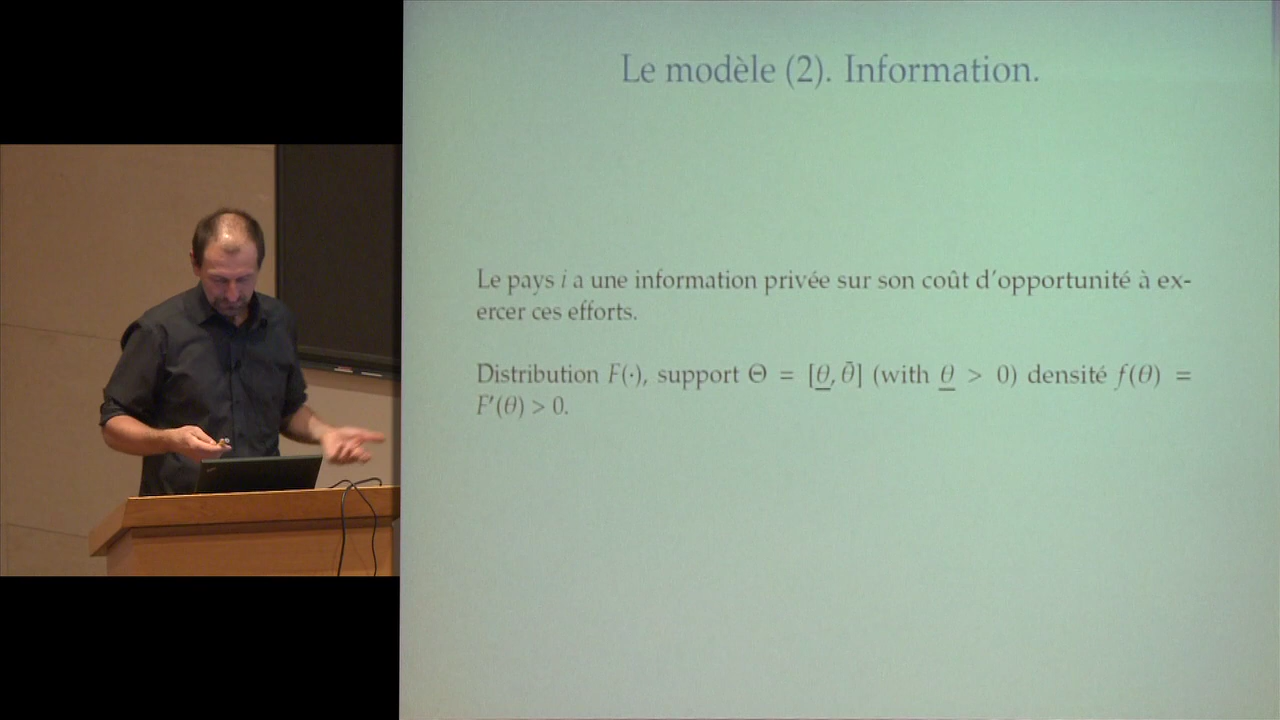 Le modèle (2). Information.
Le pays i a une information privée sur son coût d'opportunité à ex-
ercer ces efforts.
Distribution F(·), support Θ = [θ̲, θ̄] (with θ̲ > 0) densité f(θ) =
F′(θ) > 0.